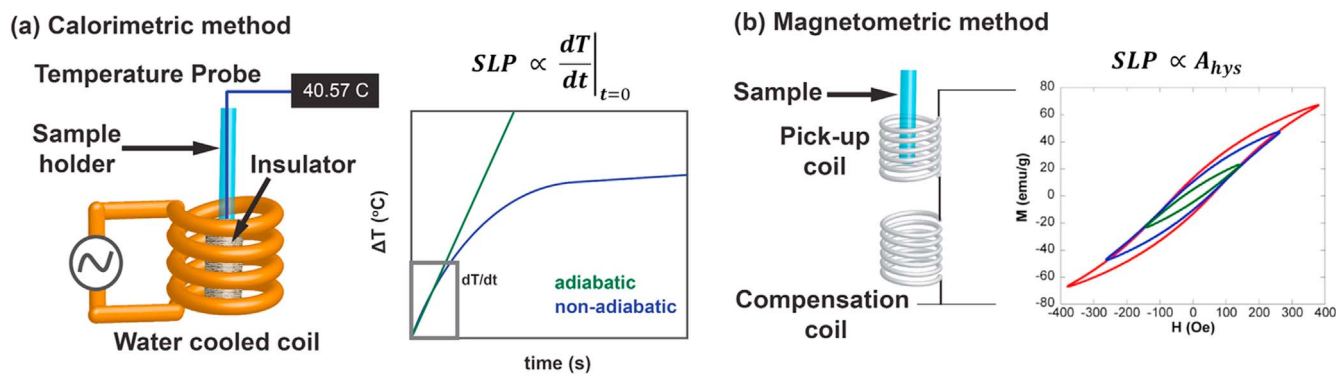 (a) Calorimetric method
Temperature Probe
40.57 C
Sample
holder
Insulator
Water cooled coil
SLP ∝ dT/dt|t=0
ΔT (°C)
dT/dt
adiabatic
non-adiabatic
time (s)
(b) Magnetometric method
Sample
Pick-up
coil
Compensation
coil
SLP ∝ Ahys
M (emu/g)
80
60
40
20
0
-20
-40
-60
-80
-400 -300 -200 -100 0 100 200 300 400
H (Oe)